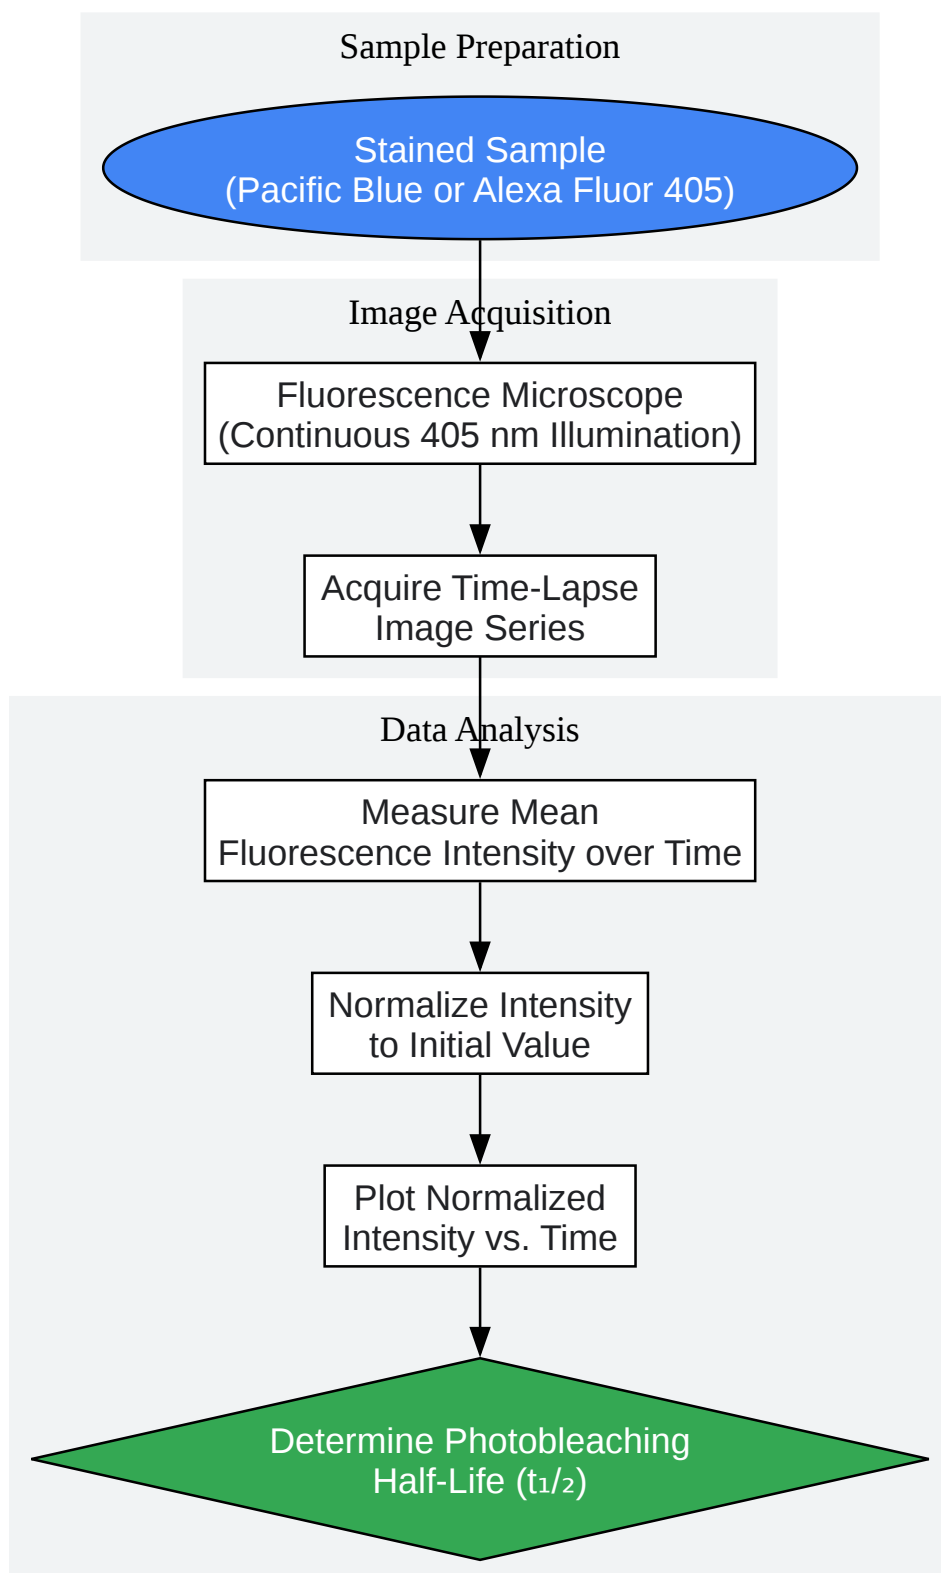 Sample Preparation
Stained Sample
(Pacific Blue or Alexa Fluor 405)
Image Acquisition
Fluorescence Microscope
(Continuous 405 nm Illumination)
Acquire Time-Lapse
Image Series
Data Analysis
Measure Mean
Fluorescence Intensity over Time
Normalize Intensity
to Initial Value
Plot Normalized
Intensity vs. Time
Determine Photobleaching
Half-Life (t₁/₂)